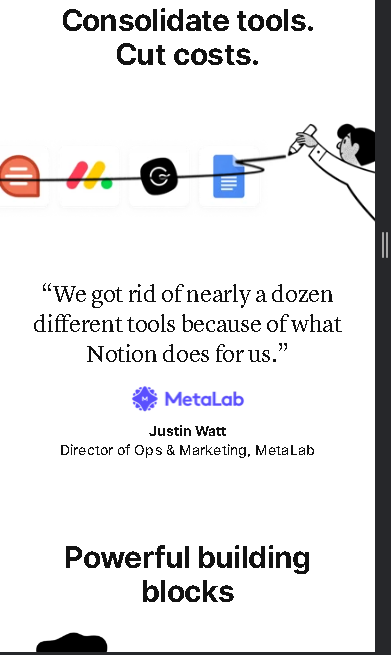 Consolidate tools.
Cut costs.
“We got rid of nearly a dozen
different tools because of what
Notion does for us.”
MetaLab
Justin Watt
Director of Ops & Marketing, MetaLab
Powerful building
blocks